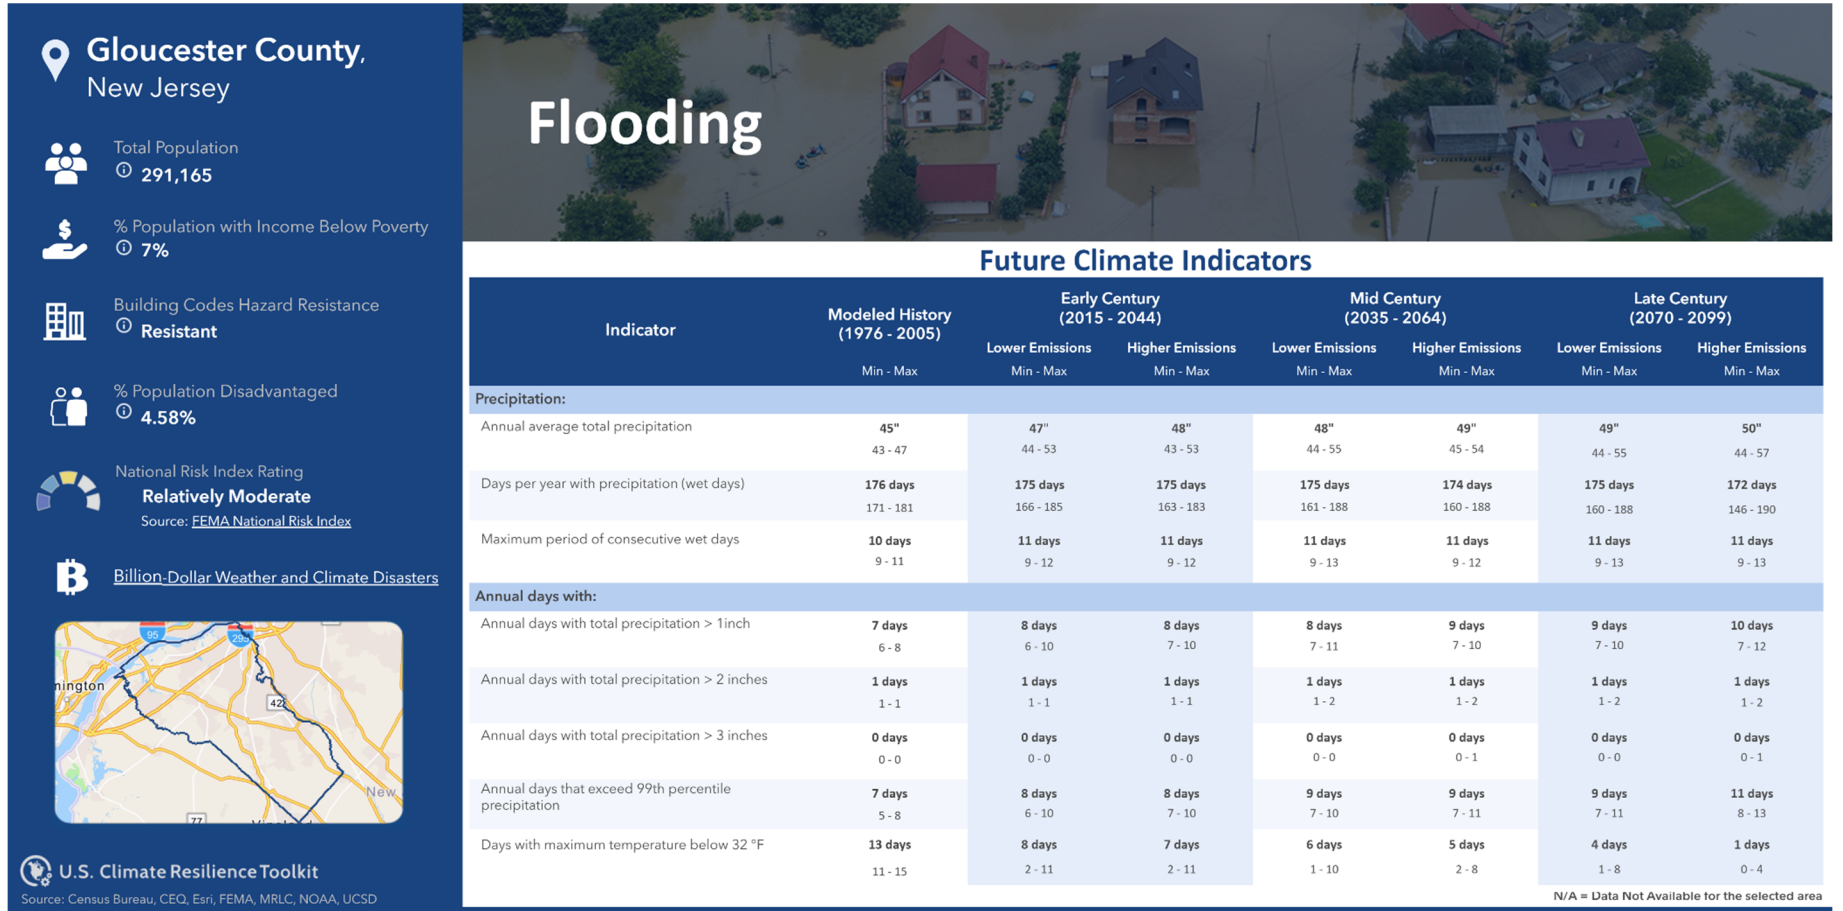 Gloucester County,
New Jersey
Total Population
291,165
% Population with Income Below Poverty
7%
Building Codes Hazard Resistance
Resistant
% Population Disadvantaged
4.58%
National Risk Index Rating
Relatively Moderate
Source: FEMA National Risk Index
Billion-Dollar Weather and Climate Disasters
95
295
mington
42
New
77
Vineland
U.S. Climate Resilience Toolkit
Source: Census Bureau, CEQ, Esri, FEMA, MRLC, NOAA, UCSD
Flooding
Future Climate Indicators
Indicator
Modeled History
(1976 - 2005)
Min - Max
Early Century
(2015 - 2044)
Lower Emissions Higher Emissions
Min - Max Min - Max
Mid Century
(2035 - 2064)
Lower Emissions Higher Emissions
Min - Max Min - Max
Late Century
(2070 - 2099)
Lower Emissions Higher Emissions
Min - Max Min - Max
Precipitation:
Annual average total precipitation 45" 47" 48" 48" 49" 49" 50"
43 - 47 44 - 53 43 - 53 44 - 55 45 - 54 44 - 55 44 - 57
Days per year with precipitation (wet days) 176 days 175 days 175 days 175 days 174 days 175 days 172 days
171 - 181 166 - 185 163 - 183 161 - 188 160 - 188 160 - 188 146 - 190
Maximum period of consecutive wet days 10 days 11 days 11 days 11 days 11 days 11 days 11 days
9 - 11 9 - 12 9 - 12 9 - 13 9 - 12 9 - 13 9 - 13
Annual days with:
Annual days with total precipitation > 1inch 7 days 8 days 8 days 8 days 9 days 9 days 10 days
6 - 8 6 - 10 7 - 10 7 - 11 7 - 10 7 - 10 7 - 12
Annual days with total precipitation > 2 inches 1 days 1 days 1 days 1 days 1 days 1 days 1 days
1 - 1 1 - 1 1 - 1 1 - 2 1 - 2 1 - 2 1 - 2
Annual days with total precipitation > 3 inches 0 days 0 days 0 days 0 days 0 days 0 days 0 days
0 - 0 0 - 0 0 - 0 0 - 0 0 - 1 0 - 0 0 - 1
Annual days that exceed 99th percentile
precipitation
7 days 8 days 8 days 9 days 9 days 9 days 11 days
5 - 8 6 - 10 7 - 10 7 - 10 7 - 11 7 - 11 8 - 13
Days with maximum temperature below 32 °F 13 days 8 days 7 days 6 days 5 days 4 days 1 days
11 - 15 2 - 11 2 - 11 1 - 10 2 - 8 1 - 8 0 - 4
N/A = Data Not Available for the selected area